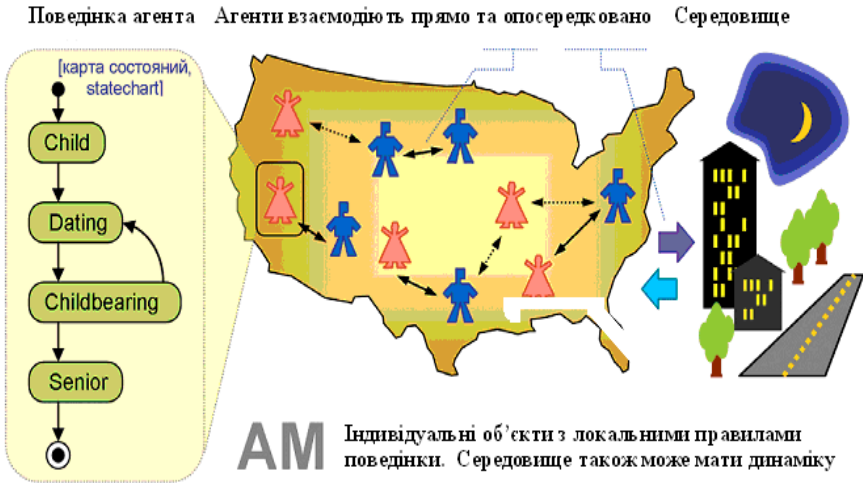 Поведінка агента Агенти взаємодіють прямо та опосередковано Середовище
[карта состояний,
statechart]
Child
Dating
Childbearing
Senior
AM
Індивідуальні об’єкти з локальними правилами
поведінки. Середовище також може мати динаміку